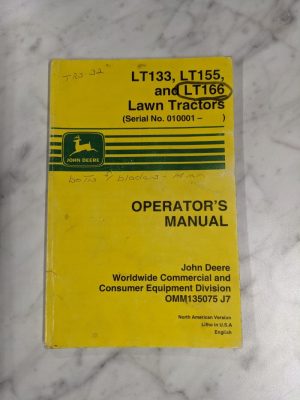 LT133, LT155,
and LT166
Lawn Tractors
(Serial No. 010001 – )
JOHN DEERE
OPERATOR'S
MANUAL
John Deere
Worldwide Commercial and
Consumer Equipment Division
OMM135075 J7
North American Version
Litho in U.S.A
English